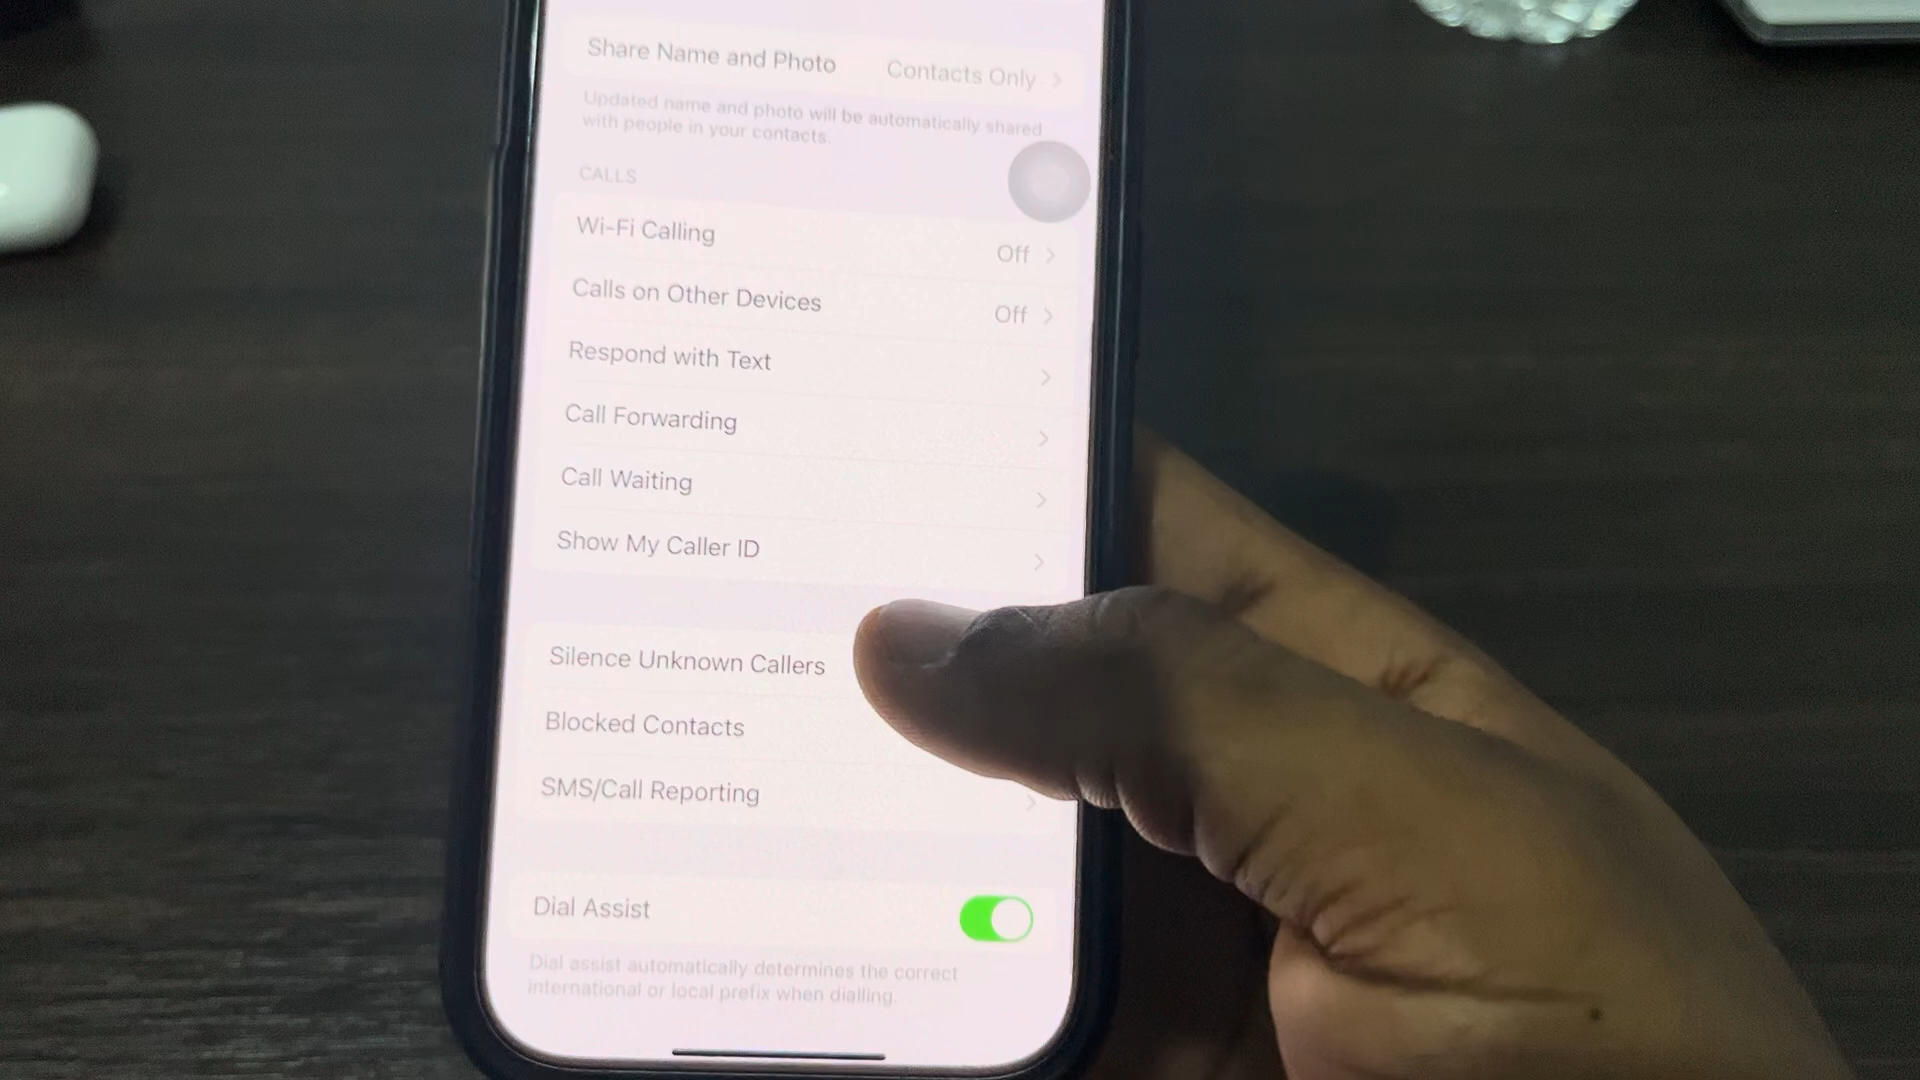 Share Name and Photo Contacts Only
Updated name and photo will be automatically shared
with people in your contacts.
CALLS
Wi-Fi Calling Off
Calls on Other Devices Off
Respond with Text
Call Forwarding
Call Waiting
Show My Caller ID
Silence Unknown Callers
Blocked Contacts
SMS/Call Reporting
Dial Assist
Dial assist automatically determines the correct
international or local prefix when dialling.